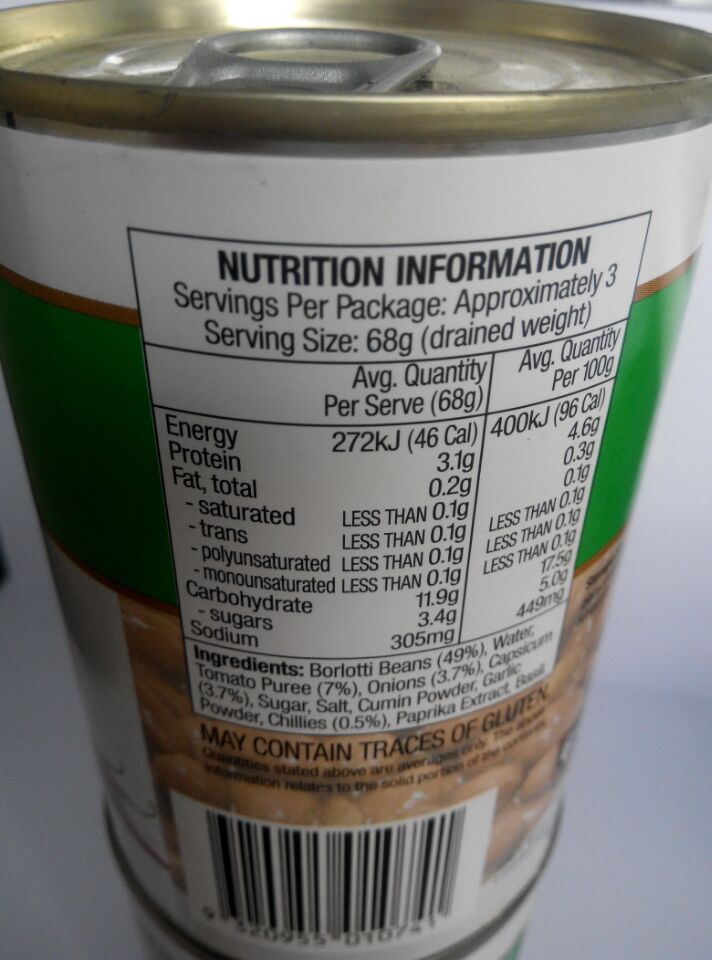 NUTRITION INFORMATION
Servings Per Package: Approximately 3
Serving Size: 68g (drained weight)
Avg. Quantity Per Serve (68g) Avg. Quantity Per 100g
Energy 272kJ (46 Cal) 400kJ (96 Cal)
Protein 3.1g 4.6g
Fat, total 0.2g 0.3g
- saturated LESS THAN 0.1g 0.1g
- trans LESS THAN 0.1g LESS THAN 0.1g
- polyunsaturated LESS THAN 0.1g LESS THAN 0.1g
- monounsaturated LESS THAN 0.1g LESS THAN 0.1g
Carbohydrate 11.9g 17.5g
- sugars 3.4g 5.0g
Sodium 305mg 449mg
Ingredients: Borlotti Beans (49%), Water,
Tomato Puree (7%), Onions (3.7%), Capsicum
(3.7%), Sugar, Salt, Cumin Powder, Garlic
Powder, Chillies (0.5%), Paprika Extract, Basil.
MAY CONTAIN TRACES OF GLUTEN.
Quantities stated above are averages only. The above
information relates to the solid portion of the contents.
9 320955 010741